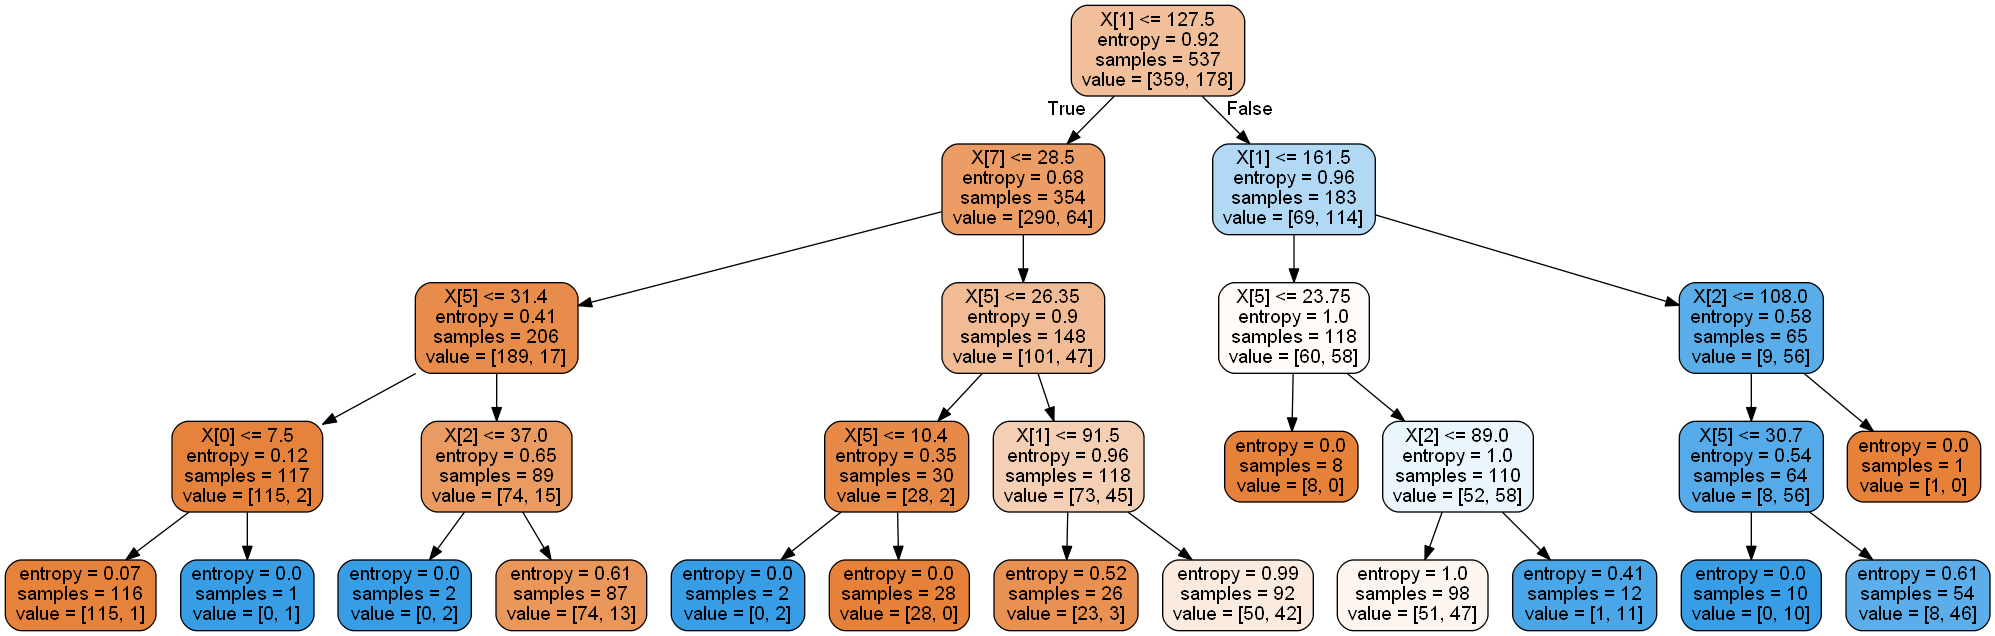 X[1] <= 127.5
entropy = 0.92
samples = 537
value = [359, 178]
True
False
X[7] <= 28.5
entropy = 0.68
samples = 354
value = [290, 64]
X[1] <= 161.5
entropy = 0.96
samples = 183
value = [69, 114]
X[5] <= 31.4
entropy = 0.41
samples = 206
value = [189, 17]
X[5] <= 26.35
entropy = 0.9
samples = 148
value = [101, 47]
X[5] <= 23.75
entropy = 1.0
samples = 118
value = [60, 58]
X[2] <= 108.0
entropy = 0.58
samples = 65
value = [9, 56]
X[0] <= 7.5
entropy = 0.12
samples = 117
value = [115, 2]
X[2] <= 37.0
entropy = 0.65
samples = 89
value = [74, 15]
X[5] <= 10.4
entropy = 0.35
samples = 30
value = [28, 2]
X[1] <= 91.5
entropy = 0.96
samples = 118
value = [73, 45]
entropy = 0.0
samples = 8
value = [8, 0]
X[2] <= 89.0
entropy = 1.0
samples = 110
value = [52, 58]
X[5] <= 30.7
entropy = 0.54
samples = 64
value = [8, 56]
entropy = 0.0
samples = 1
value = [1, 0]
entropy = 0.07
samples = 116
value = [115, 1]
entropy = 0.0
samples = 1
value = [0, 1]
entropy = 0.0
samples = 2
value = [0, 2]
entropy = 0.61
samples = 87
value = [74, 13]
entropy = 0.0
samples = 2
value = [0, 2]
entropy = 0.0
samples = 28
value = [28, 0]
entropy = 0.52
samples = 26
value = [23, 3]
entropy = 0.99
samples = 92
value = [50, 42]
entropy = 1.0
samples = 98
value = [51, 47]
entropy = 0.41
samples = 12
value = [1, 11]
entropy = 0.0
samples = 10
value = [0, 10]
entropy = 0.61
samples = 54
value = [8, 46]